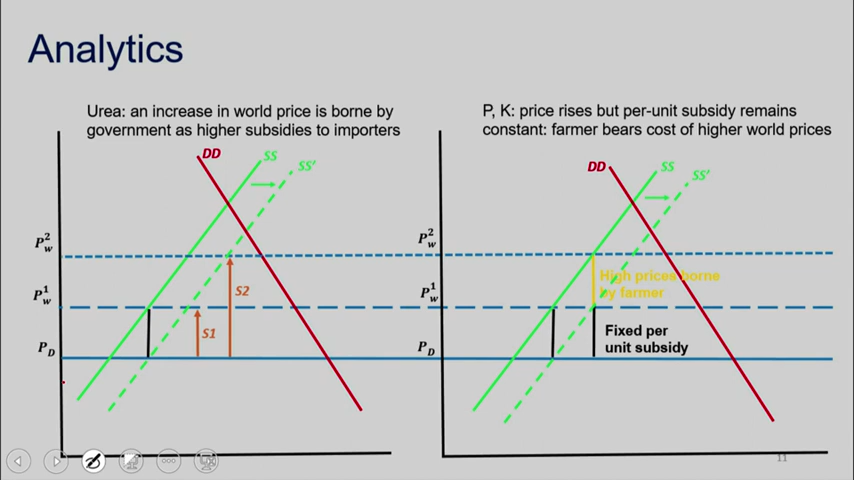 Analytics
Urea: an increase in world price is borne by
government as higher subsidies to importers
DD
SS
SS'
P²w
P¹w
PD
S2
S1
P, K: price rises but per-unit subsidy remains
constant: farmer bears cost of higher world prices
DD
SS
SS'
P²w
P¹w
PD
High prices borne
by farmer
Fixed per
unit subsidy
11